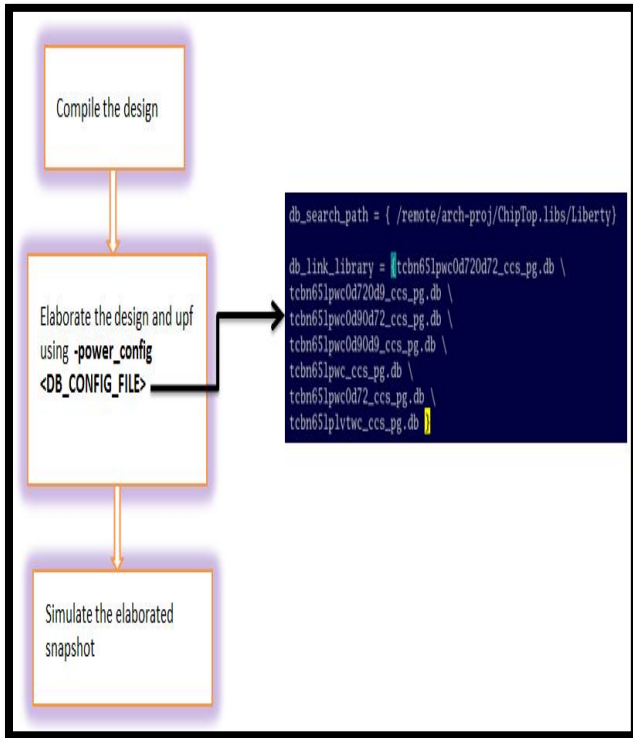 Compile the design
Elaborate the design and upf
using -power_config
<DB_CONFIG_FILE>
Simulate the elaborated
snapshot
db_search_path = { /remote/arch-proj/ChipTop.libs/Liberty}
db_link_library = {tcbn65lpwc0d720d72_ccs_pg.db \
tcbn65lpwc0d720d9_ccs_pg.db \
tcbn65lpwc0d90d72_ccs_pg.db \
tcbn65lpwc0d90d9_ccs_pg.db \
tcbn65lpwc_ccs_pg.db \
tcbn65lpwc0d72_ccs_pg.db \
tcbn65lplvtwc_ccs_pg.db }